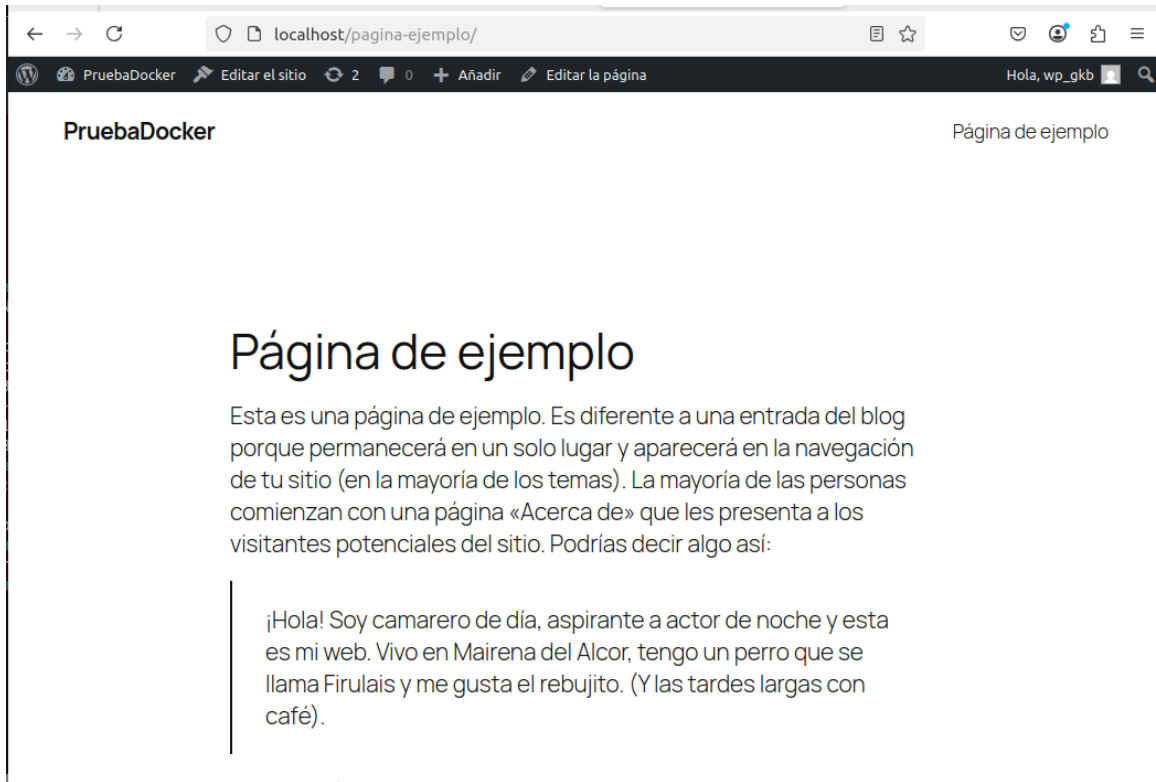 localhost/pagina-ejemplo/
PruebaDocker Editar el sitio 2 0 Añadir Editar la página Hola, wp_gkb
PruebaDocker Página de ejemplo
Página de ejemplo
Esta es una página de ejemplo. Es diferente a una entrada del blog
porque permanecerá en un solo lugar y aparecerá en la navegación
de tu sitio (en la mayoría de los temas). La mayoría de las personas
comienzan con una página «Acerca de» que les presenta a los
visitantes potenciales del sitio. Podrías decir algo así:
¡Hola! Soy camarero de día, aspirante a actor de noche y esta
es mi web. Vivo en Mairena del Alcor, tengo un perro que se
llama Firulais y me gusta el rebujito. (Y las tardes largas con
café).